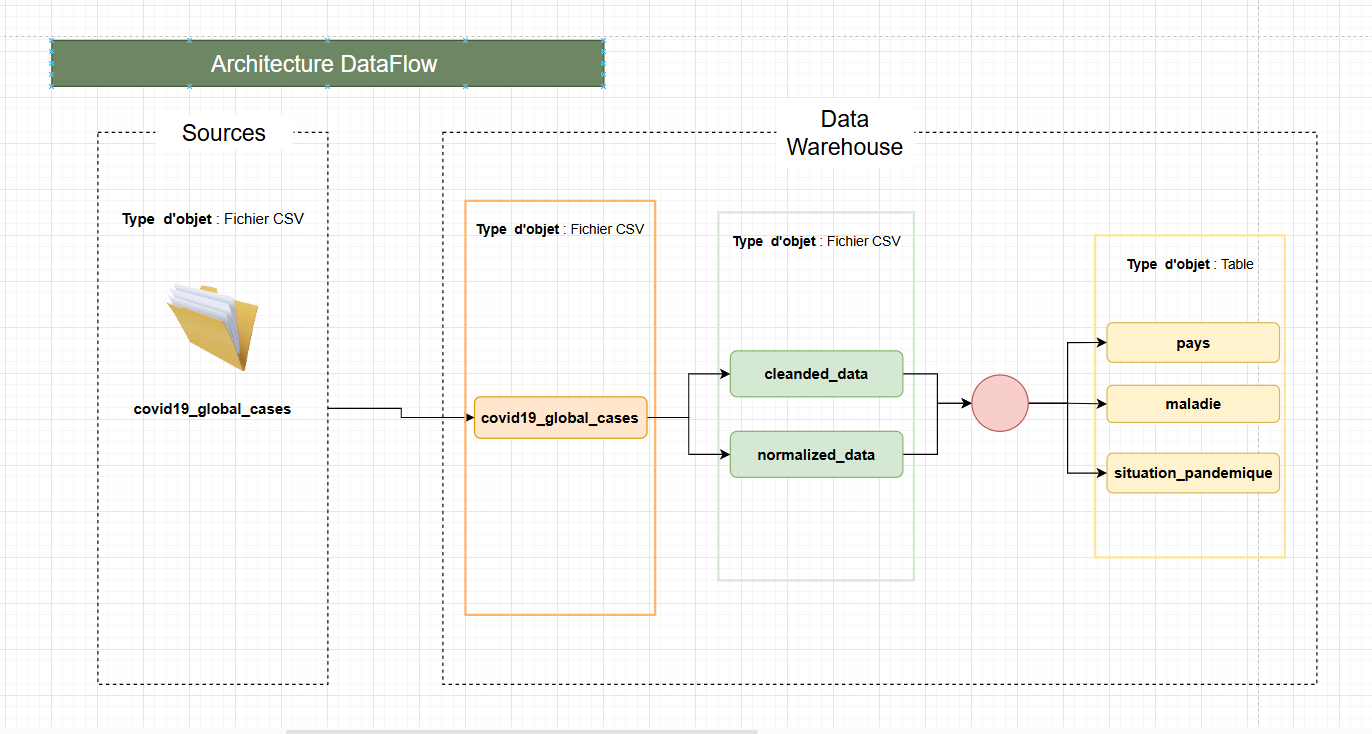 Architecture DataFlow
Sources
Data
Warehouse
Type d'objet : Fichier CSV
covid19_global_cases
Type d'objet : Fichier CSV
covid19_global_cases
Type d'objet : Fichier CSV
cleanded_data
normalized_data
Type d'objet : Table
pays
maladie
situation_pandemique